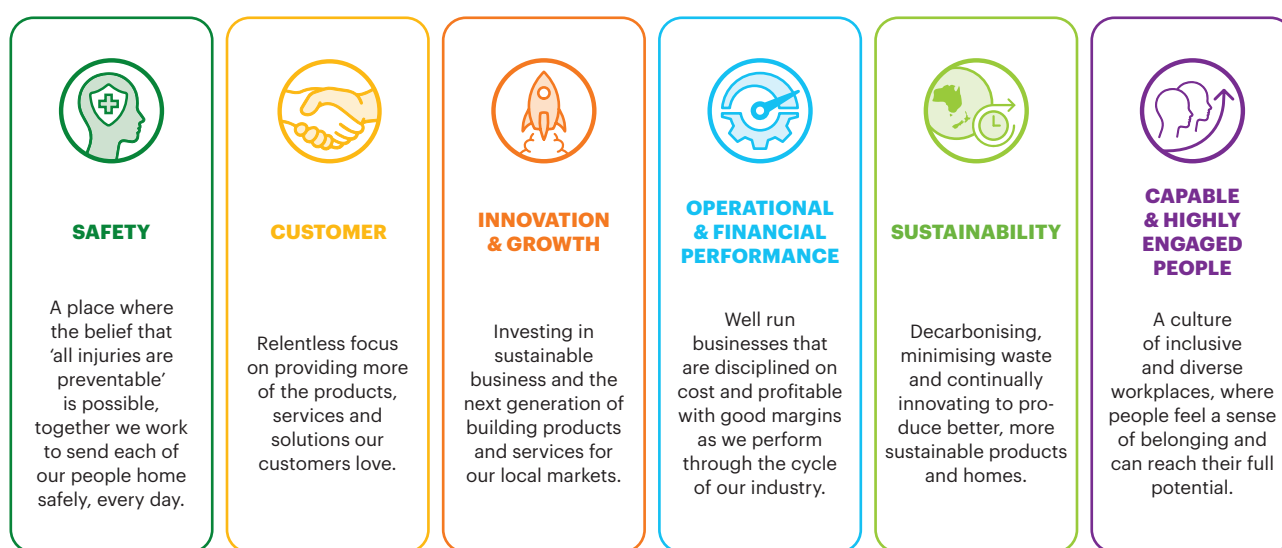 SAFETY
A place where
the belief that
‘all injuries are
preventable’
is possible,
together we work
to send each of
our people home
safely, every day.
CUSTOMER
Relentless focus
on providing more
of the products,
services and
solutions our
customers love.
INNOVATION
& GROWTH
Investing in
sustainable
business and the
next generation of
building products
and services for
our local markets.
OPERATIONAL
& FINANCIAL
PERFORMANCE
Well run
businesses that
are disciplined on
cost and profitable
with good margins
as we perform
through the cycle
of our industry.
SUSTAINABILITY
Decarbonising,
minimising waste
and continually
innovating to pro-
duce better, more
sustainable products
and homes.
CAPABLE
& HIGHLY
ENGAGED
PEOPLE
A culture
of inclusive
and diverse
workplaces, where
people feel a sense
of belonging and
can reach their full
potential.